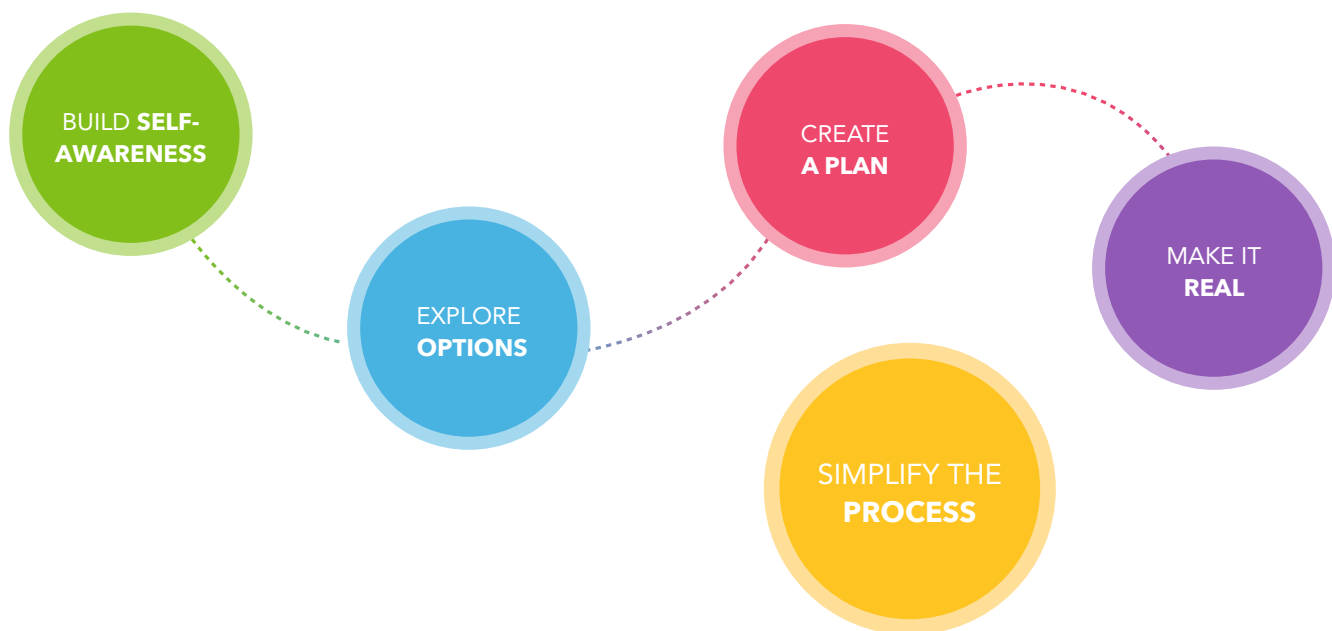 BUILD SELF-
AWARENESS
EXPLORE
OPTIONS
CREATE
A PLAN
MAKE IT
REAL
SIMPLIFY THE
PROCESS